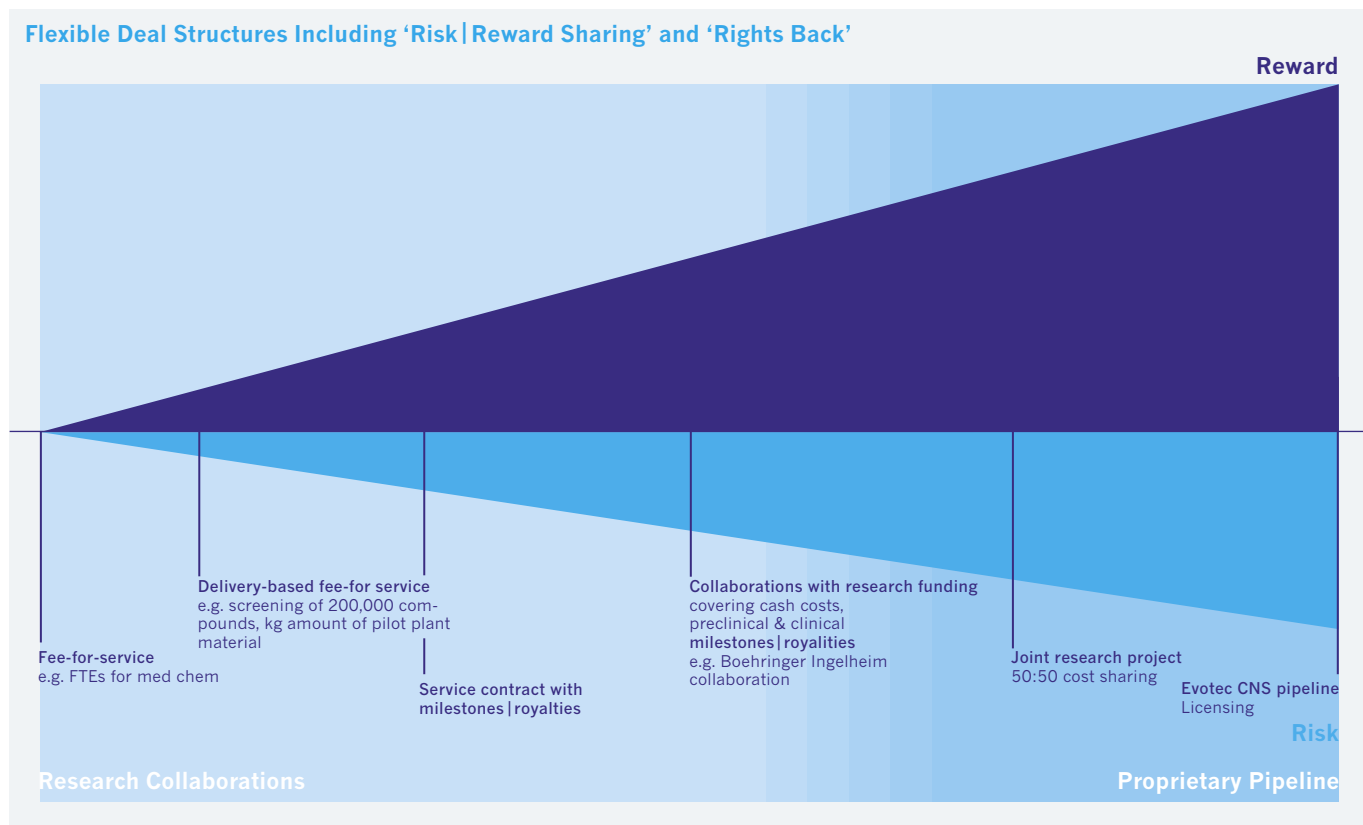 Flexible Deal Structures Including ‘Risk|Reward Sharing’ and ‘Rights Back’
Reward
Delivery-based fee-for service
e.g. screening of 200,000 com-
pounds, kg amount of pilot plant
material
Collaborations with research funding
covering cash costs,
preclinical & clinical
milestones|royalities
e.g. Boehringer Ingelheim
collaboration
Fee-for-service
e.g. FTEs for med chem
Joint research project
50:50 cost sharing
Service contract with
milestones|royalties
Evotec CNS pipeline
Licensing
Risk
Research Collaborations
Proprietary Pipeline